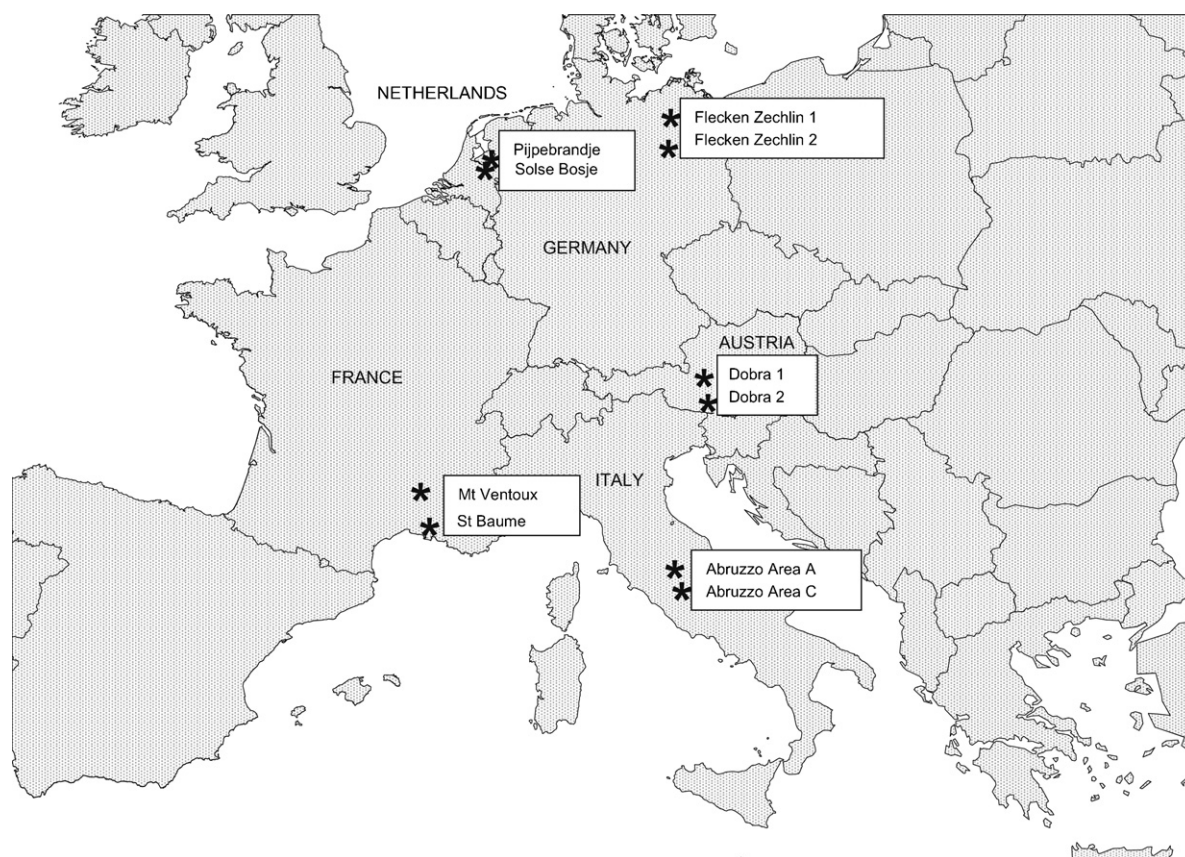 NETHERLANDS
Flecken Zechlin 1
Flecken Zechlin 2
Pijpebrandje
Solse Bosje
GERMANY
AUSTRIA
Dobra 1
Dobra 2
FRANCE
ITALY
Mt Ventoux
St Baume
Abruzzo Area A
Abruzzo Area C